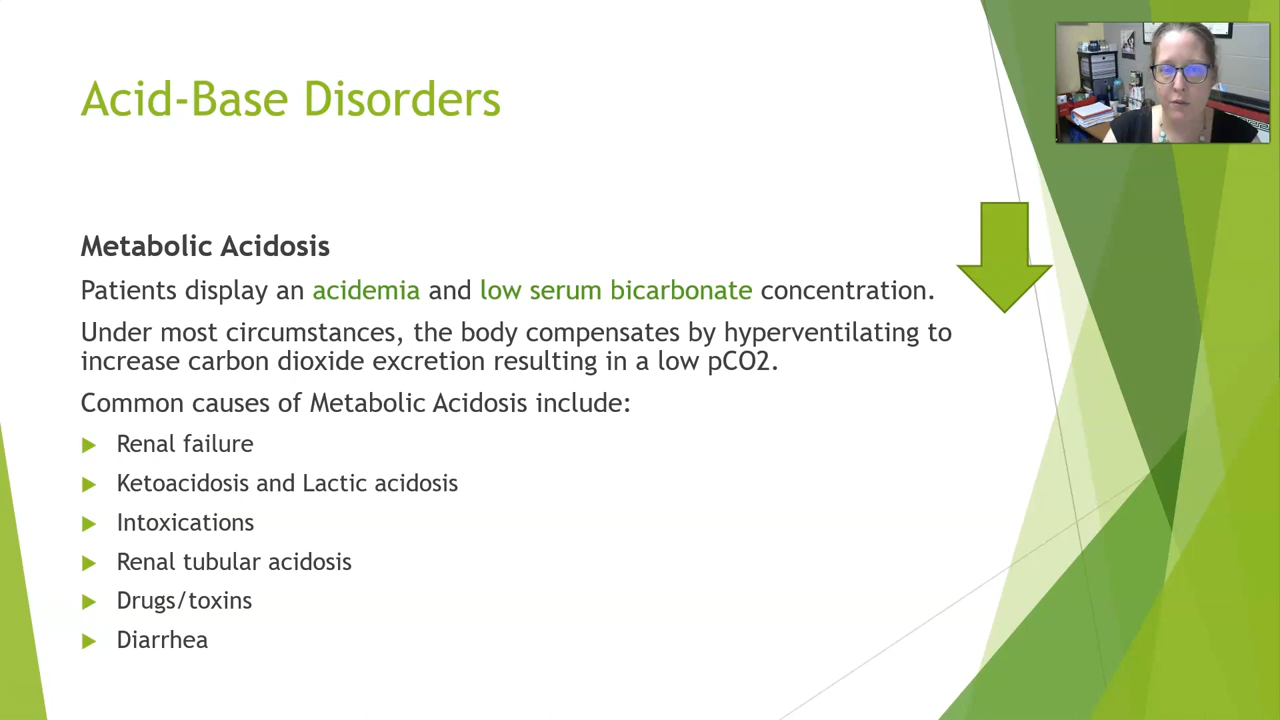 Acid-Base Disorders
Metabolic Acidosis
Patients display an acidemia and low serum bicarbonate concentration.
Under most circumstances, the body compensates by hyperventilating to
increase carbon dioxide excretion resulting in a low pCO2.
Common causes of Metabolic Acidosis include:
Renal failure
Ketoacidosis and Lactic acidosis
Intoxications
Renal tubular acidosis
Drugs/toxins
Diarrhea